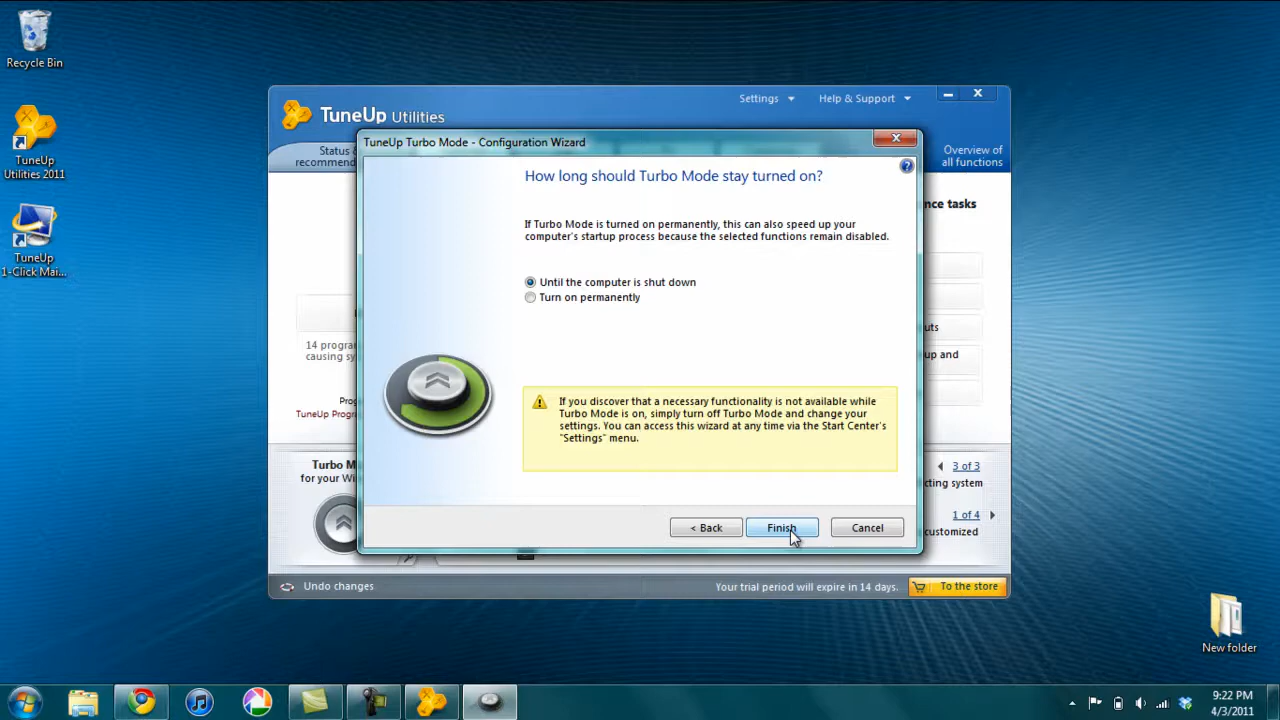 Recycle Bin
TuneUp
Utilities 2011
TuneUp
1-Click Mai...
Settings
Help & Support
TuneUp Utilities
Status &
recommend
Overview of
all functions
TuneUp Turbo Mode - Configuration Wizard
How long should Turbo Mode stay turned on?
If Turbo Mode is turned on permanently, this can also speed up your
computer's startup process because the selected functions remain disabled.
Until the computer is shut down
Turn on permanently
If you discover that a necessary functionality is not available while
Turbo Mode is on, simply turn off Turbo Mode and change your
settings. You can access this wizard at any time via the Start Center's
"Settings" menu.
< Back
Finish
Cancel
nce tasks
uts
up and
14 progra
causing sy
Prog
TuneUp Progr
Turbo M
for your Wi
3 of 3
cting system
1 of 4
customized
Undo changes
Your trial period will expire in 14 days.
To the store
New folder
9:22 PM
4/3/2011